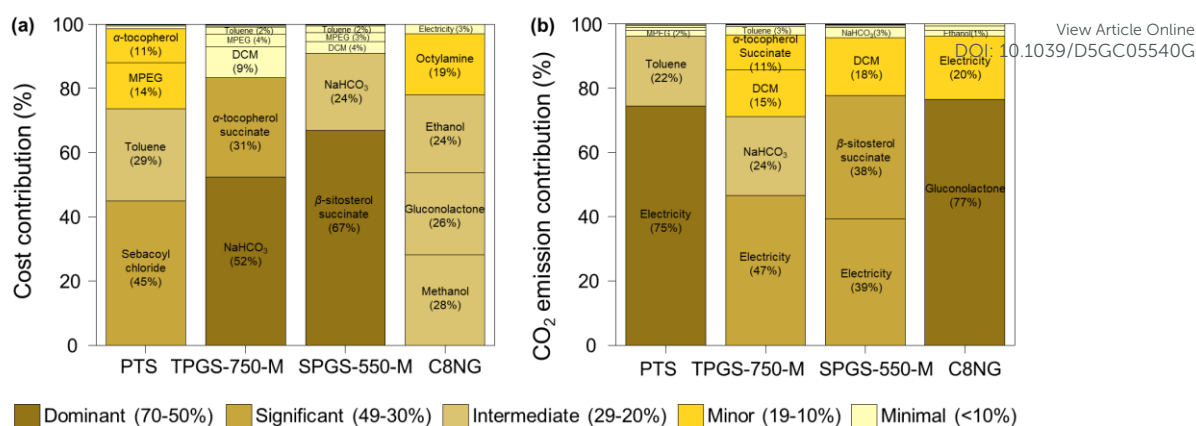 (a)
Cost contribution (%)
100
80
60
40
20
0
α-tocopherol
(11%)
MPEG
(14%)
Toluene
(29%)
Sebacoyl
chloride
(45%)
Toluene (2%)
MPEG (4%)
DCM
(9%)
α-tocopherol
succinate
(31%)
NaHCO₃
(52%)
Toluene (2%)
MPEG (3%)
DCM (4%)
NaHCO₃
(24%)
β-sitosterol
succinate
(67%)
Electricity (3%)
Octylamine
(19%)
Ethanol
(24%)
Gluconolactone
(26%)
Methanol
(28%)
PTS
TPGS-750-M
SPGS-550-M
C8NG
(b)
CO₂ emission contribution (%)
100
80
60
40
20
0
MPEG (2%)
Toluene
(22%)
Electricity
(75%)
Toluene (3%)
α-tocopherol
Succinate
(11%)
DCM
(15%)
NaHCO₃
(24%)
Electricity
(47%)
NaHCO₃(3%)
DCM
(18%)
β-sitosterol
succinate
(38%)
Electricity
(39%)
Ethanol(1%)
Electricity
(20%)
Gluconolactone
(77%)
PTS
TPGS-750-M
SPGS-550-M
C8NG
View Article Online
DOI: 10.1039/D5GC05540G
Dominant (70-50%)
Significant (49-30%)
Intermediate (29-20%)
Minor (19-10%)
Minimal (<10%)